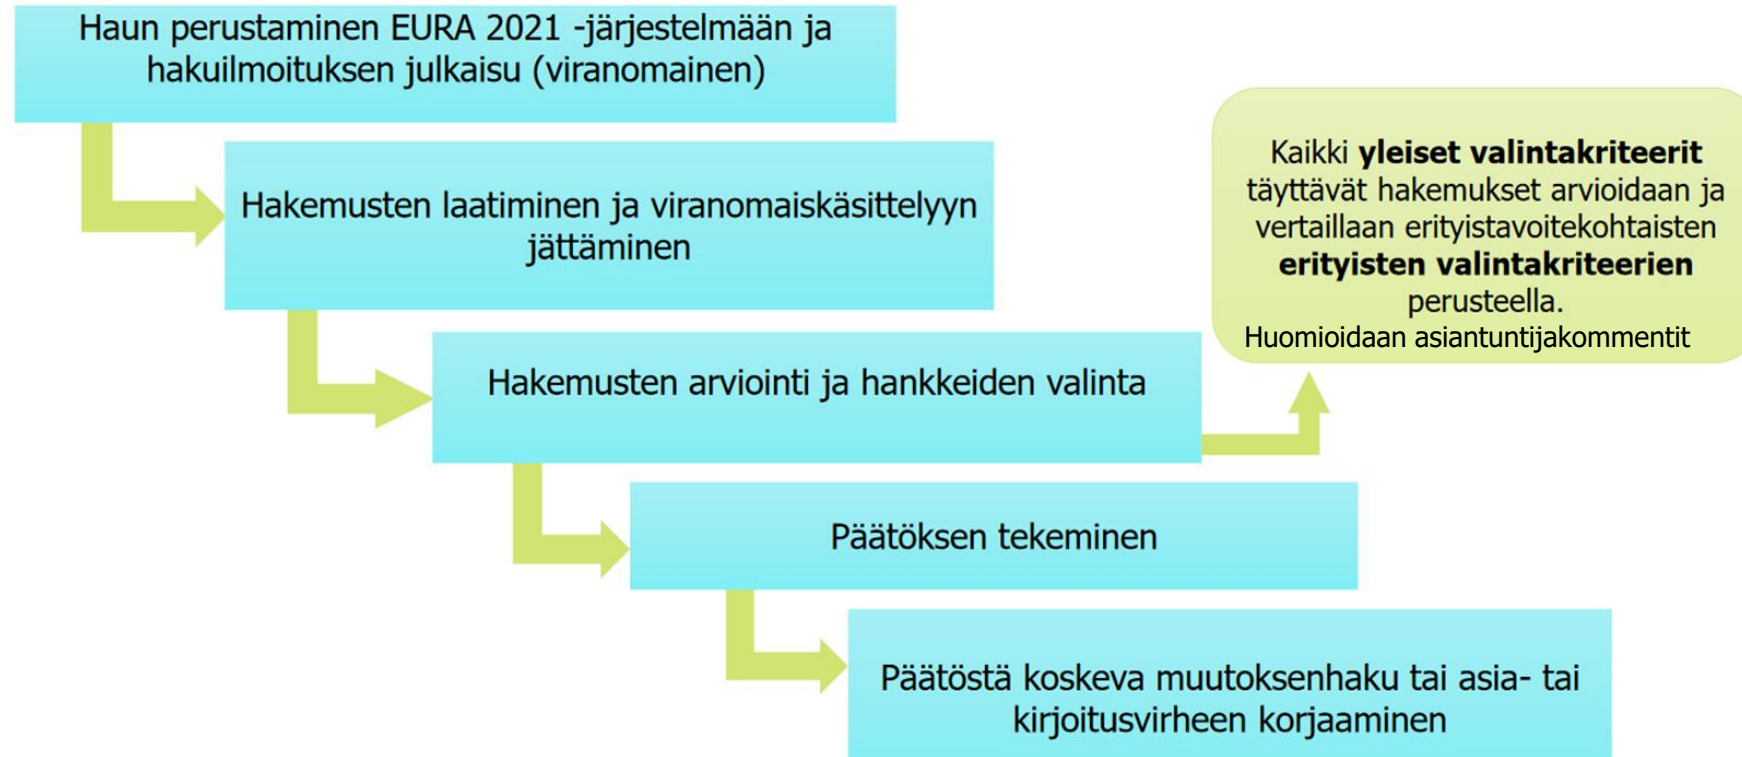 Haun perustaminen EURA 2021 -järjestelmään ja
hakuilmoituksen julkaisu (viranomainen)
Hakemusten laatiminen ja viranomaiskäsittelyyn
jättäminen
Kaikki yleiset valintakriteerit
täyttävät hakemukset arvioidaan ja
vertaillaan erityistavoitekohtaisten
erityisten valintakriteerien
perusteella.
Huomioidaan asiantuntijakommentit
Hakemusten arviointi ja hankkeiden valinta
Päätöksen tekeminen
Päätöstä koskeva muutoksenhaku tai asia- tai
kirjoitusvirheen korjaaminen